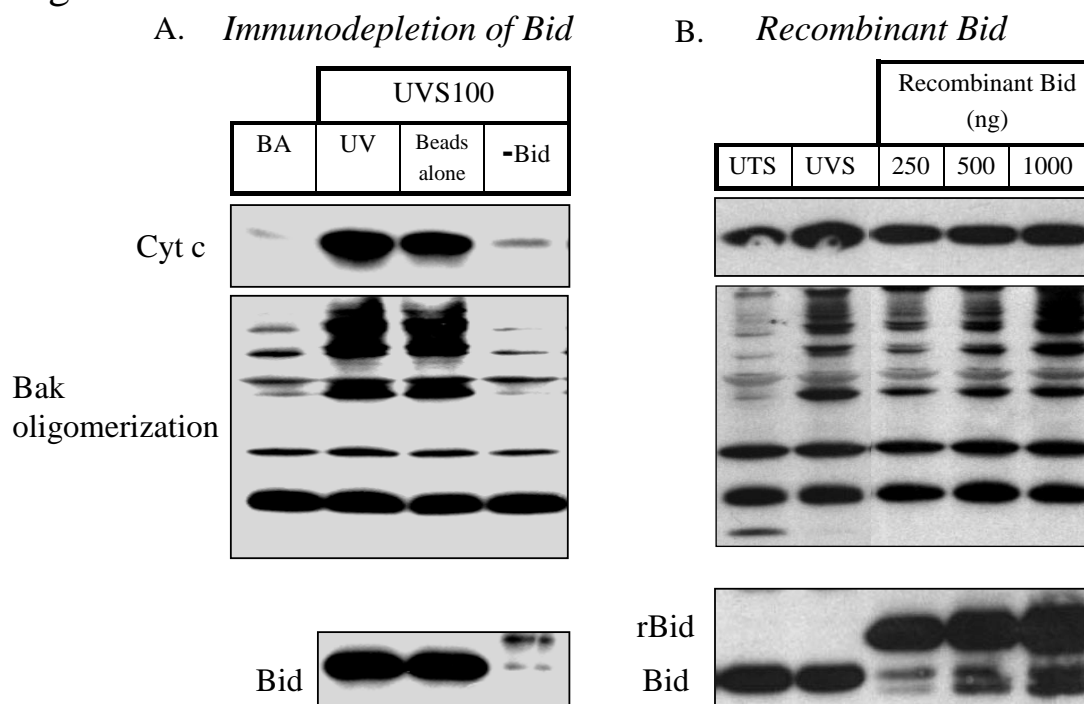 A. Immunodepletion of Bid
UVS100
BA UV Beads alone -Bid
Cyt c
Bak
oligomerization
Bid
B. Recombinant Bid
Recombinant Bid
(ng)
UTS UVS 250 500 1000
rBid
Bid